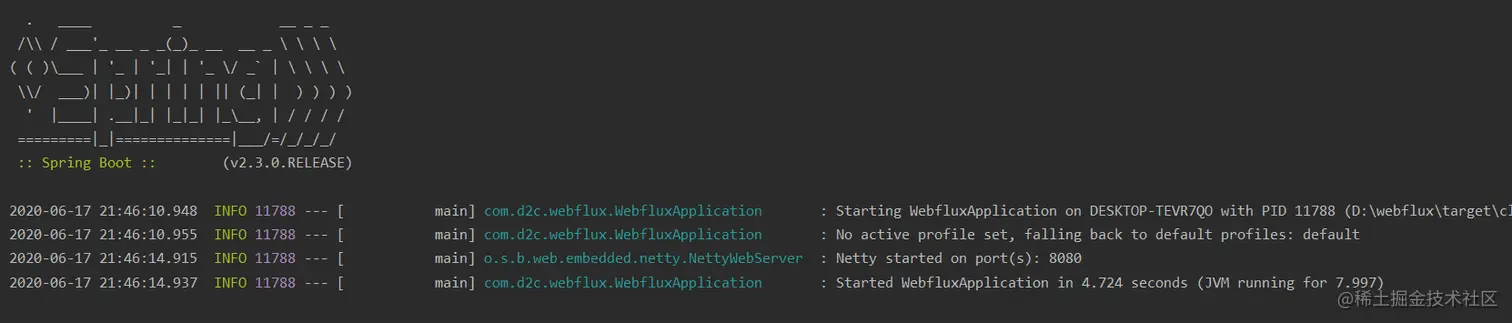 .   ____          _            __ _ _
 /\\ / ___'_ __ _ _(_)_ __  __ _ \ \ \ \
( ( )\___ | '_ | '_| | '_ \/ _` | \ \ \ \
 \\/  ___)| |_)| | | | | || (_| |  ) ) ) )
  '  |____| .__|_| |_|_| |_\__, | / / / /
 =========|_|==============|___/=/_/_/_/
 :: Spring Boot ::        (v2.3.0.RELEASE)
2020-06-17 21:46:10.948  INFO 11788 --- [           main] com.d2c.webflux.WebfluxApplication       : Starting WebfluxApplication on DESKTOP-TEVR7QO with PID 11788 (D:\webflux\target\cl
2020-06-17 21:46:10.955  INFO 11788 --- [           main] com.d2c.webflux.WebfluxApplication       : No active profile set, falling back to default profiles: default
2020-06-17 21:46:14.915  INFO 11788 --- [           main] o.s.b.web.embedded.netty.NettyWebServer  : Netty started on port(s): 8080
2020-06-17 21:46:14.937  INFO 11788 --- [           main] com.d2c.webflux.WebfluxApplication       : Started WebfluxApplication in 4.724 seconds (JVM running for 7.997)
@稀土掘金技术社区